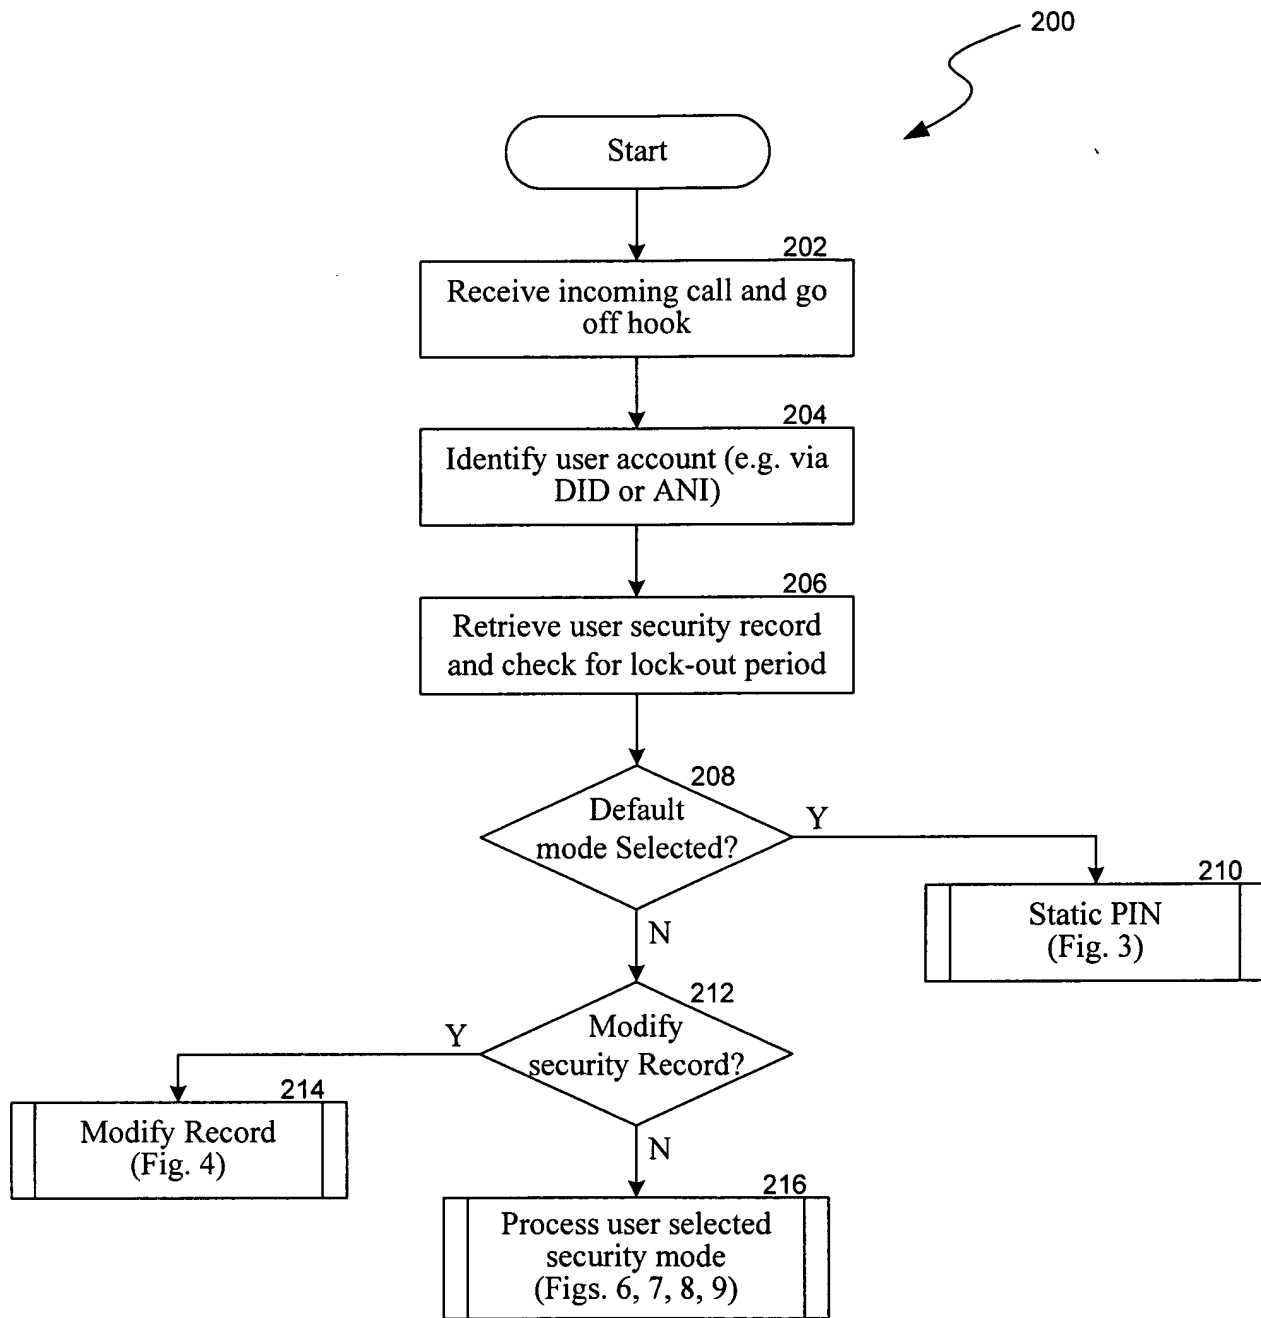 200
Start
202
Receive incoming call and go
off hook
204
Identify user account (e.g. via
DID or ANI)
206
Retrieve user security record
and check for lock-out period
208
Default
mode Selected?
Y
210
Static PIN
(Fig. 3)
N
212
Modify
security Record?
Y
214
Modify Record
(Fig. 4)
N
216
Process user selected
security mode
(Figs. 6, 7, 8, 9)